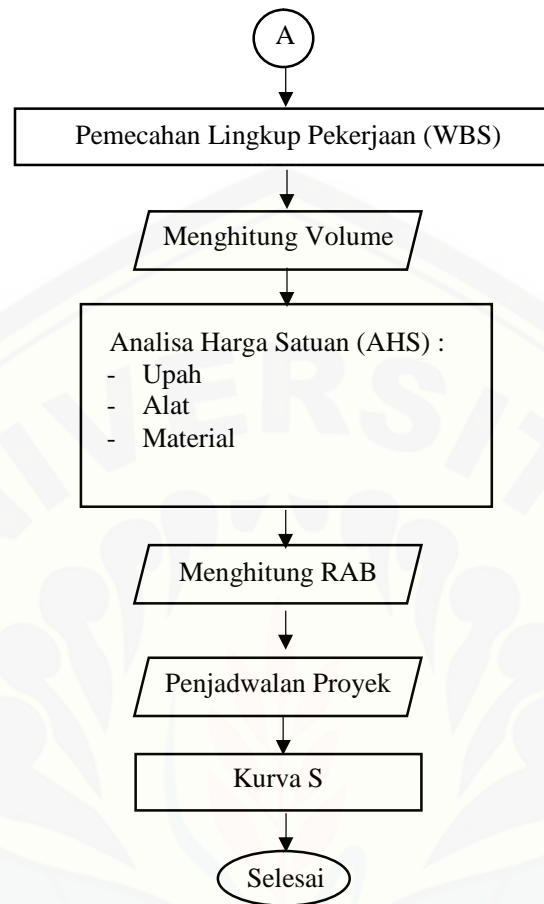 A
Pemecahan Lingkup Pekerjaan (WBS)
Menghitung Volume
Analisa Harga Satuan (AHS) :
- Upah
- Alat
- Material
Menghitung RAB
Penjadwalan Proyek
Kurva S
Selesai